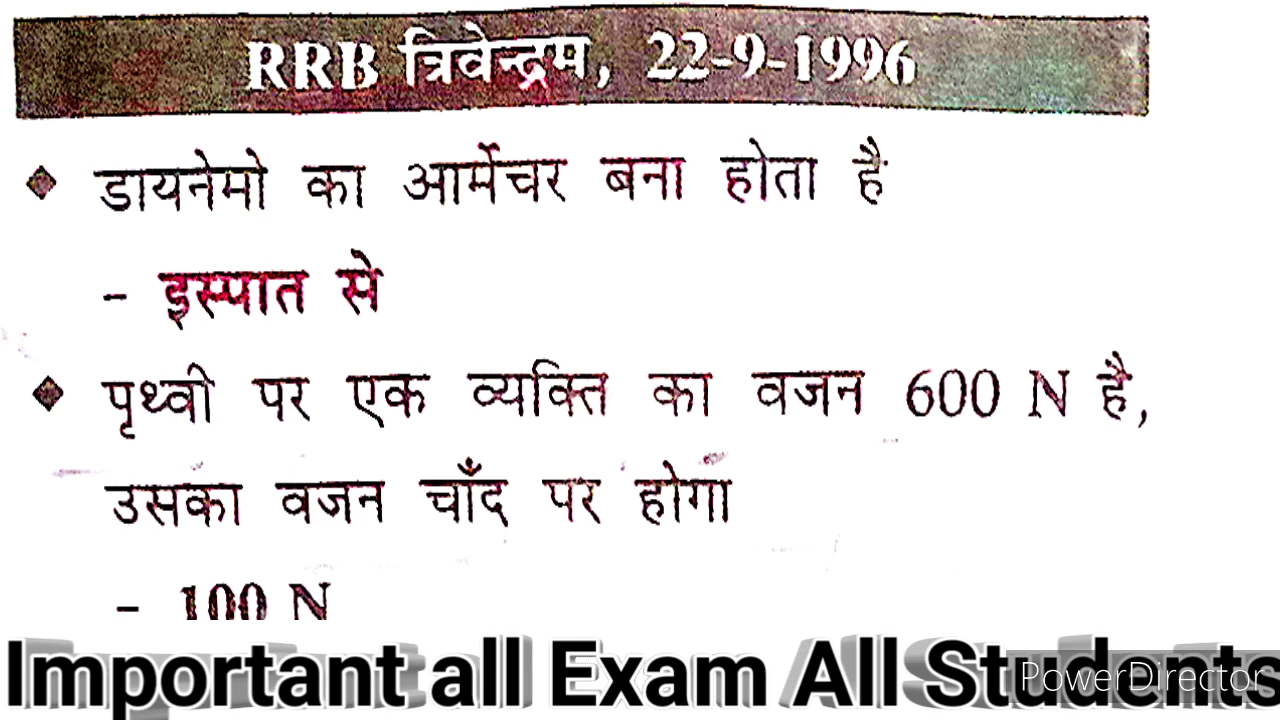 RRB त्रिवेन्द्रम, 22-9-1996
◆ डायनेमो का आर्मेचर बना होता है
- इस्पात से
◆ पृथ्वी पर एक व्यक्ति का वजन 600 N है,
उसका वजन चाँद पर होगा
- 100 N
Important all Exam All Students
PowerDirector